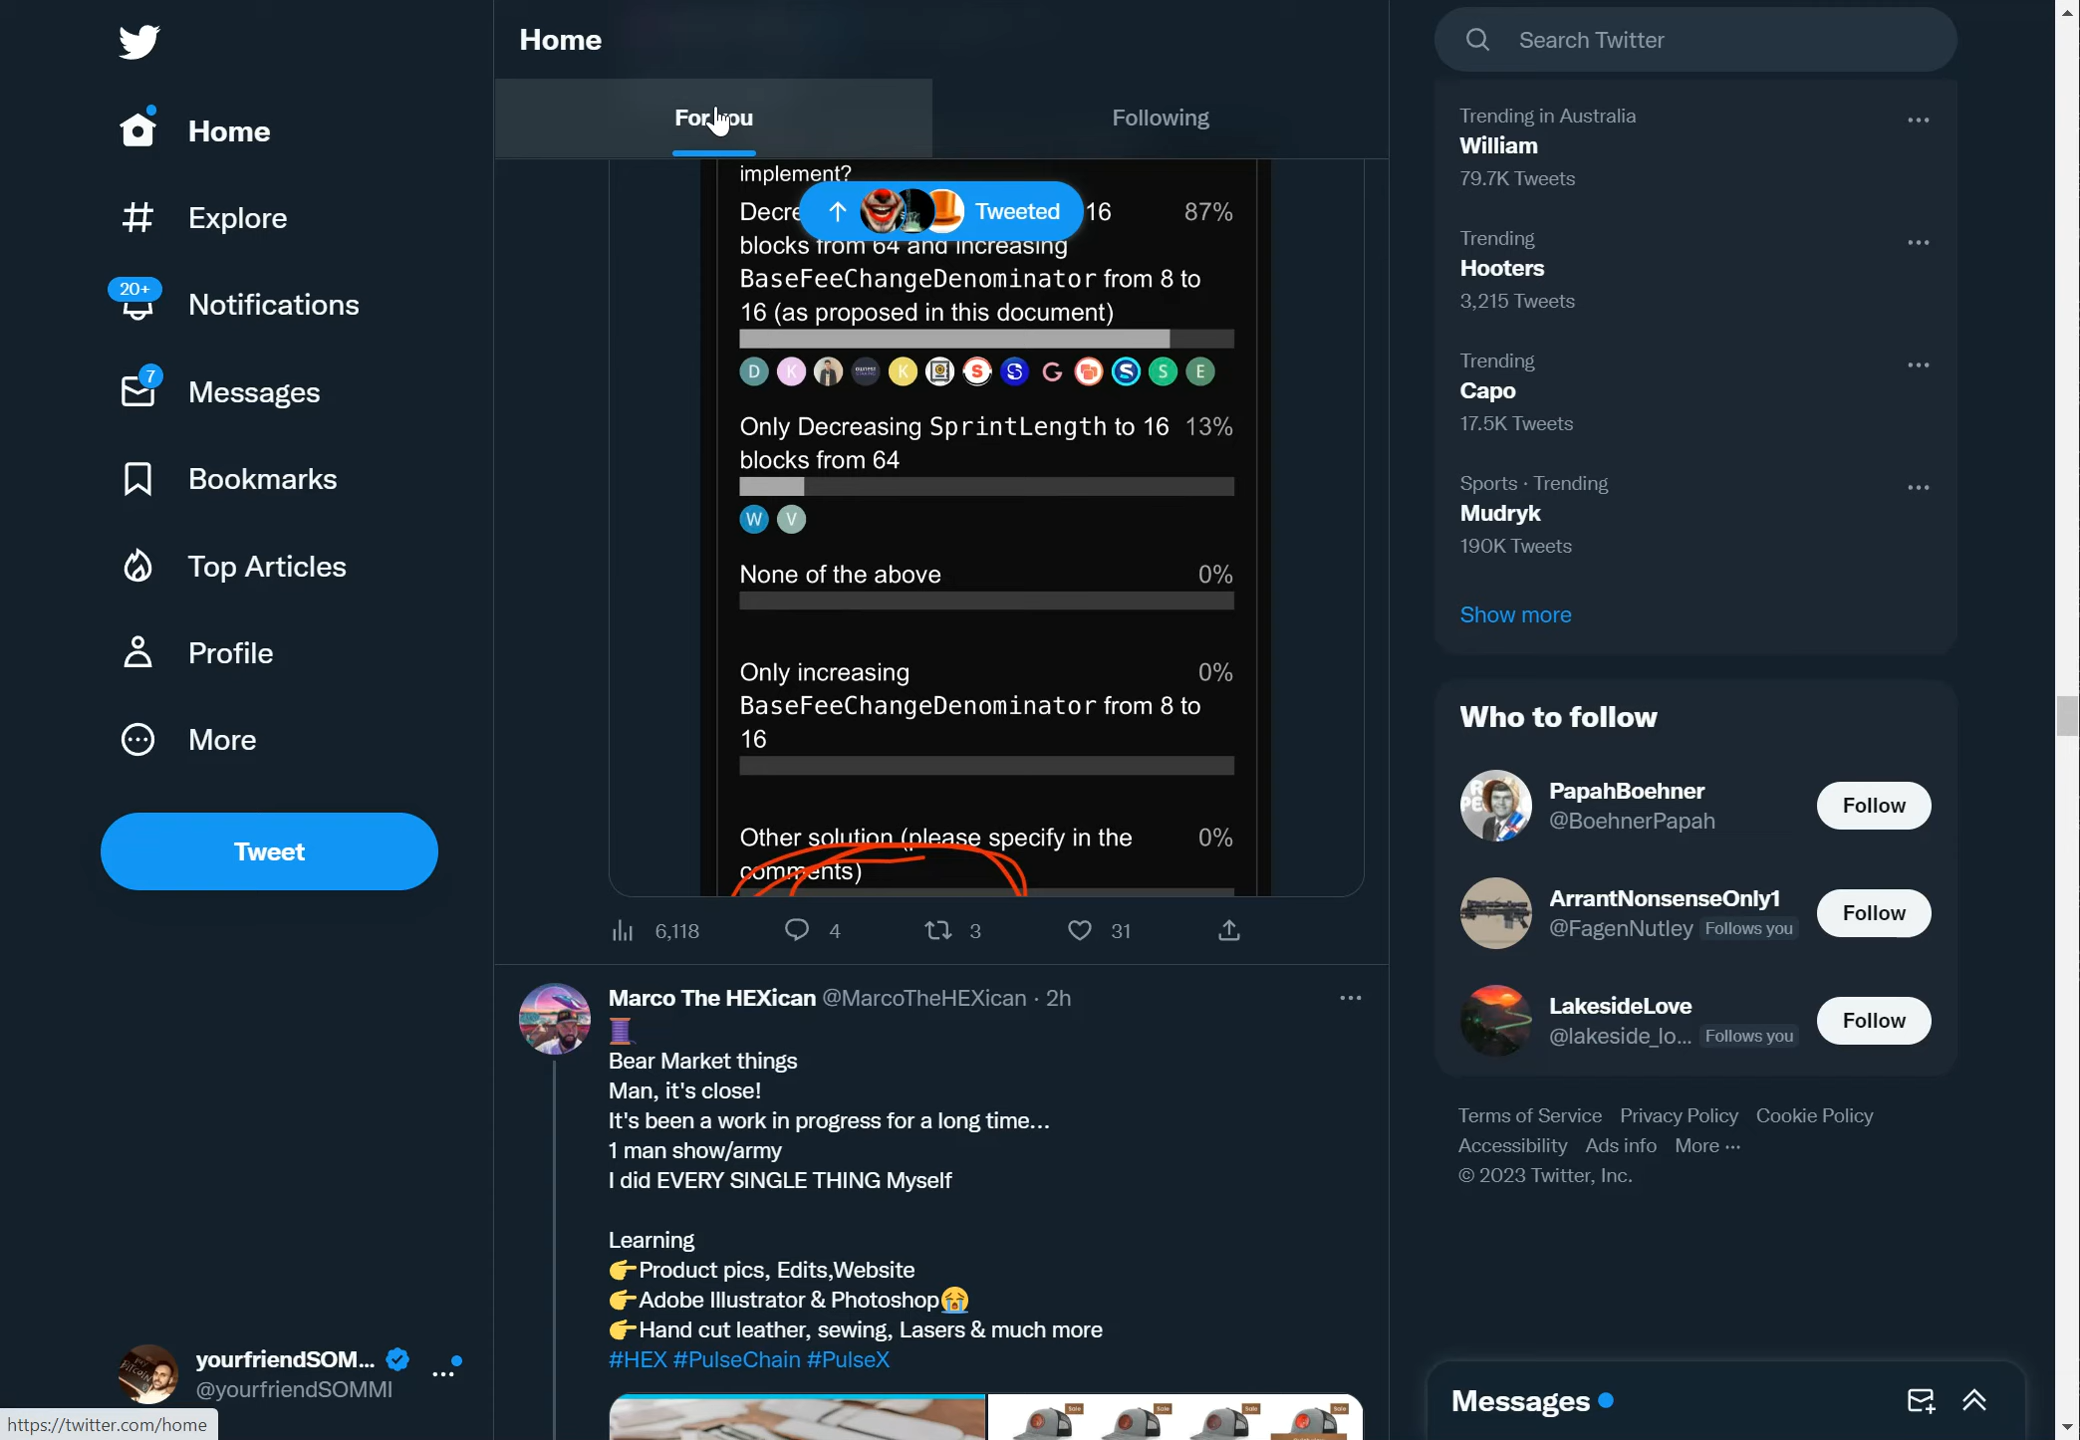 Home
Explore
20+
Notifications
7
Messages
Bookmarks
Top Articles
Profile
More
Tweet
yourfriendSOM...
@yourfriendSOMMI
https://twitter.com/home
Home
For you
Following
Tweeted
implement?
Decre 16 87%
blocks from 64 and increasing
BaseFeeChangeDenominator from 8 to
16 (as proposed in this document)
D K K S S G S S E
Only Decreasing SprintLength to 16 13%
blocks from 64
W V
None of the above 0%
Only increasing 0%
BaseFeeChangeDenominator from 8 to
16
Other solution (please specify in the 0%
comments)
6,118 4 3 31
Marco The HEXican @MarcoTheHEXican · 2h
Bear Market things
Man, it's close!
It's been a work in progress for a long time...
1 man show/army
I did EVERY SINGLE THING Myself
Learning
👉Product pics, Edits,Website
👉Adobe Illustrator & Photoshop😭
👉Hand cut leather, sewing, Lasers & much more
#HEX #PulseChain #PulseX
Sale Sale Sale Sale
Search Twitter
Trending in Australia
William
79.7K Tweets
Trending
Hooters
3,215 Tweets
Trending
Capo
17.5K Tweets
Sports · Trending
Mudryk
190K Tweets
Show more
Who to follow
PapahBoehner
@BoehnerPapah
Follow
ArrantNonsenseOnly1
@FagenNutley Follows you
Follow
LakesideLove
@lakeside_lo... Follows you
Follow
Terms of Service Privacy Policy Cookie Policy
Accessibility Ads info More ···
© 2023 Twitter, Inc.
Messages